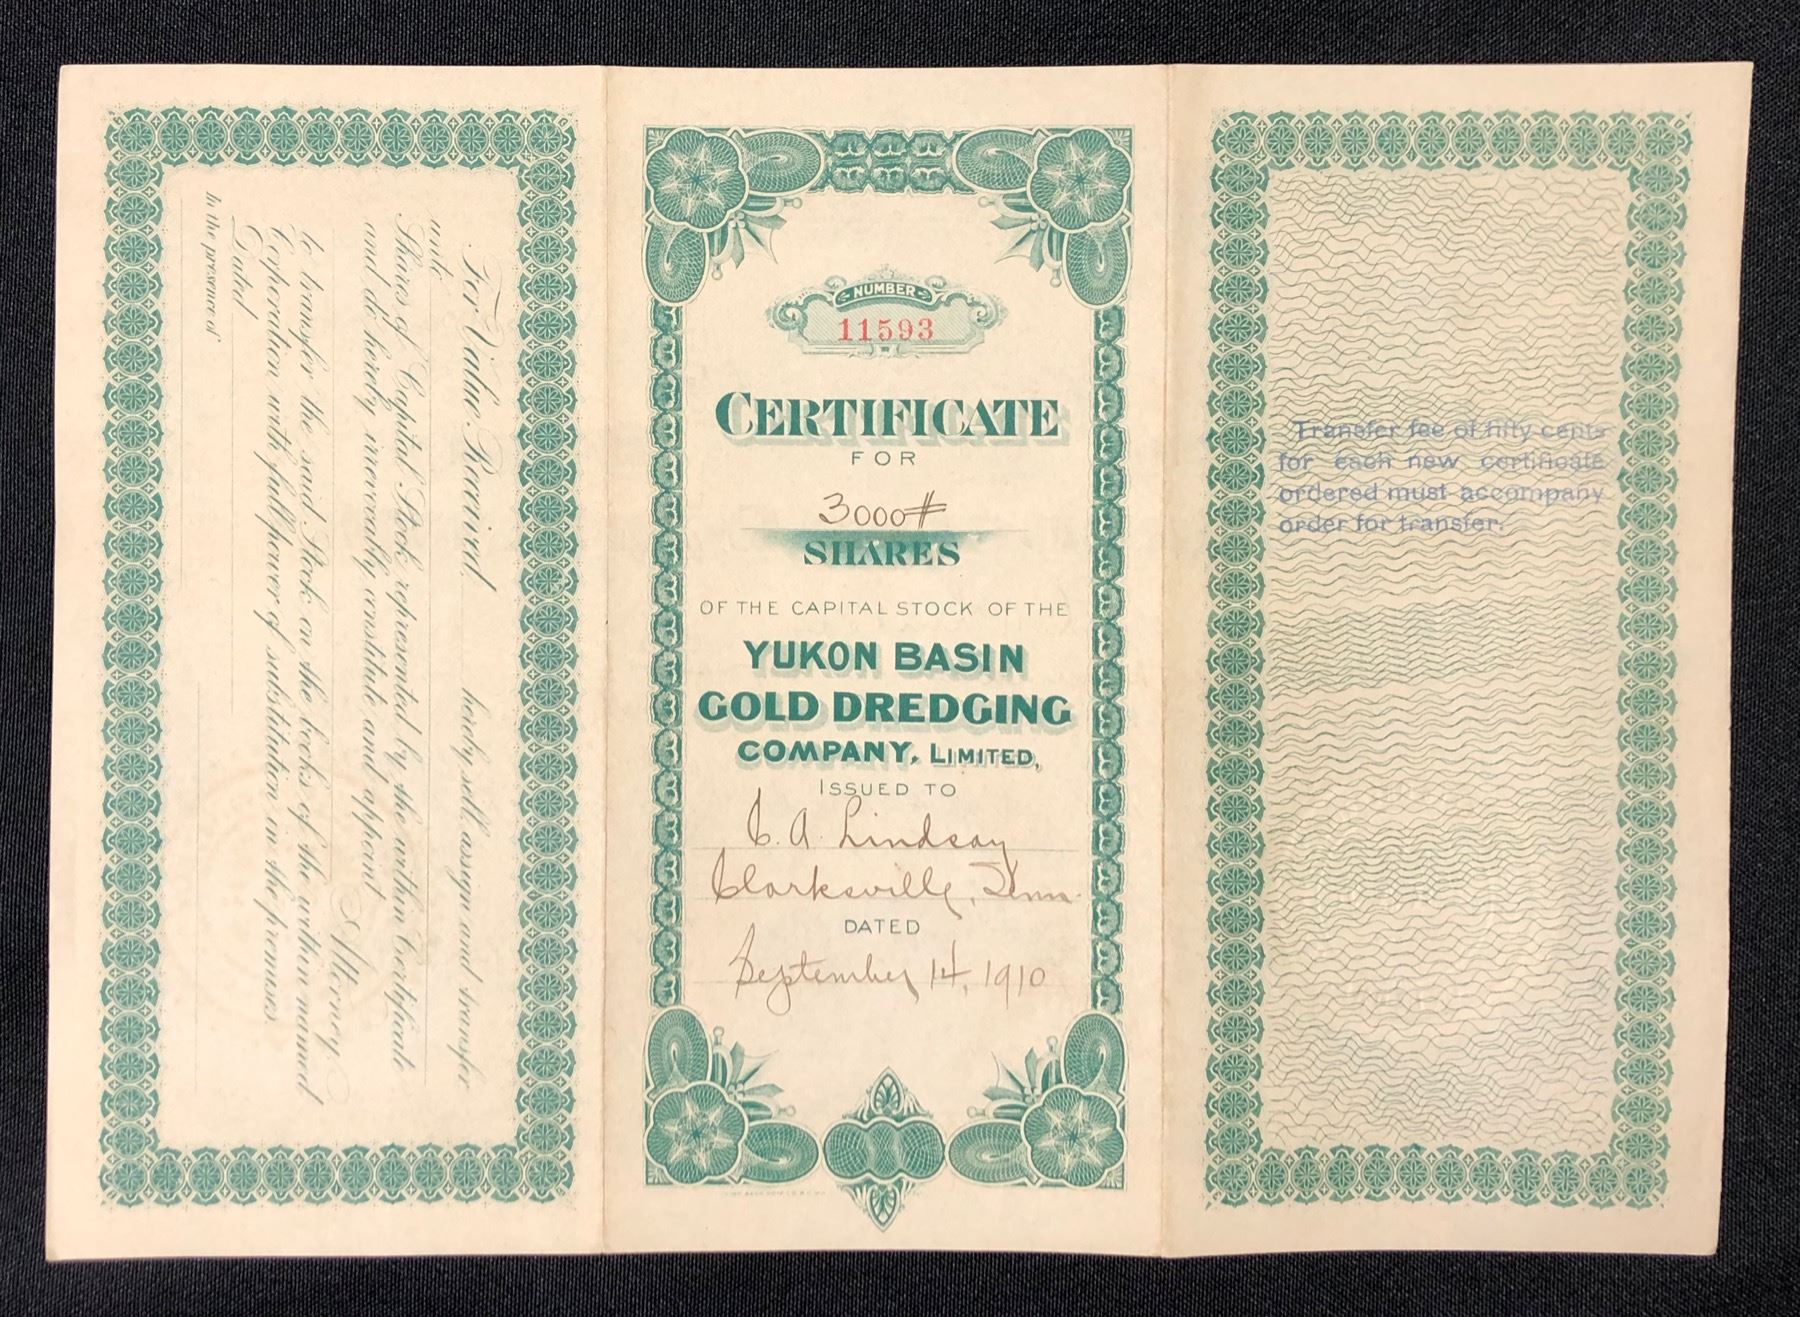 For Value Received, hereby sell, assign and transfer
unto
Shares of Capital Stock represented by the within Certificate
and do hereby irrevocably constitute and appoint
Attorney
to transfer the said Stock on the books of the within named
Corporation with full power of substitution in the premises.
Dated
In the presence of
NUMBER
11593
CERTIFICATE
FOR
3000#
SHARES
OF THE CAPITAL STOCK OF THE
YUKON BASIN
GOLD DREDGING
COMPANY, LIMITED,
ISSUED TO
C. A. Lindsay
Clarksville, Tenn.
DATED
September 14, 1910
Transfer fee of fifty cents
for each new certificate
ordered must accompany
order for transfer.